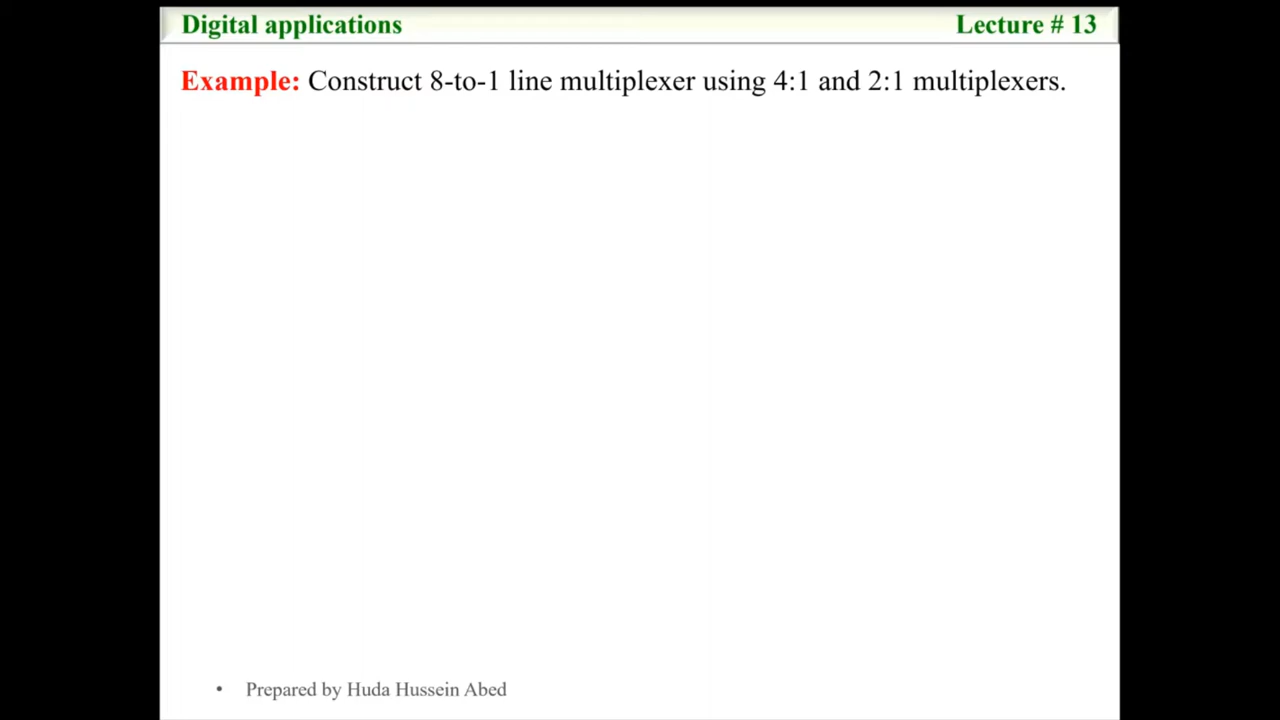 Digital applications Lecture # 13
Example: Construct 8-to-1 line multiplexer using 4:1 and 2:1 multiplexers.
• Prepared by Huda Hussein Abed